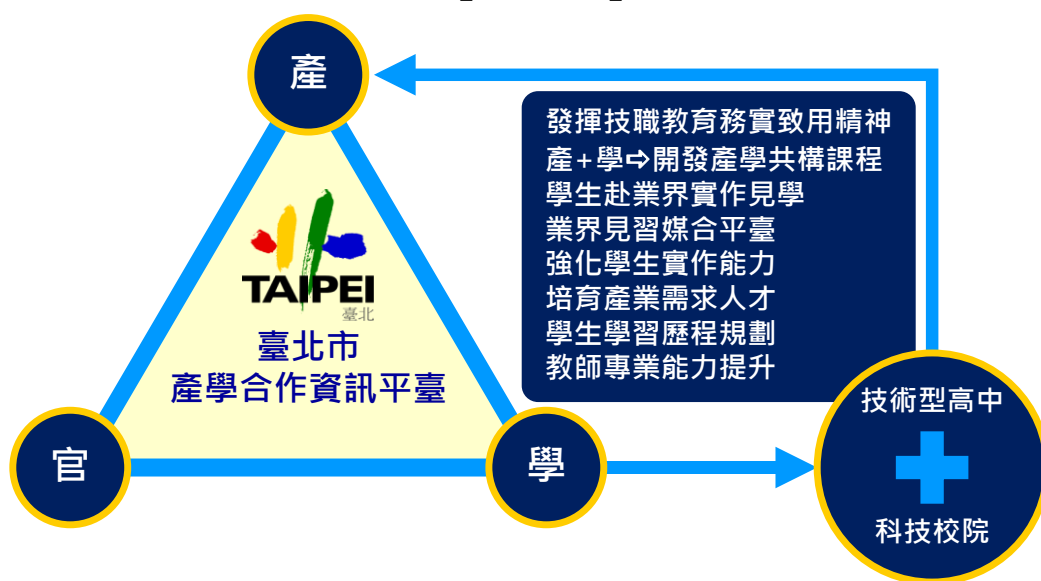 產
發揮技職教育務實致用精神
產+學⇨開發產學共構課程
學生赴業界實作見學
業界見習媒合平臺
強化學生實作能力
培育產業需求人才
學生學習歷程規劃
教師專業能力提升
TAIPEI
臺北
臺北市
產學合作資訊平臺
官
學
技術型高中
科技校院